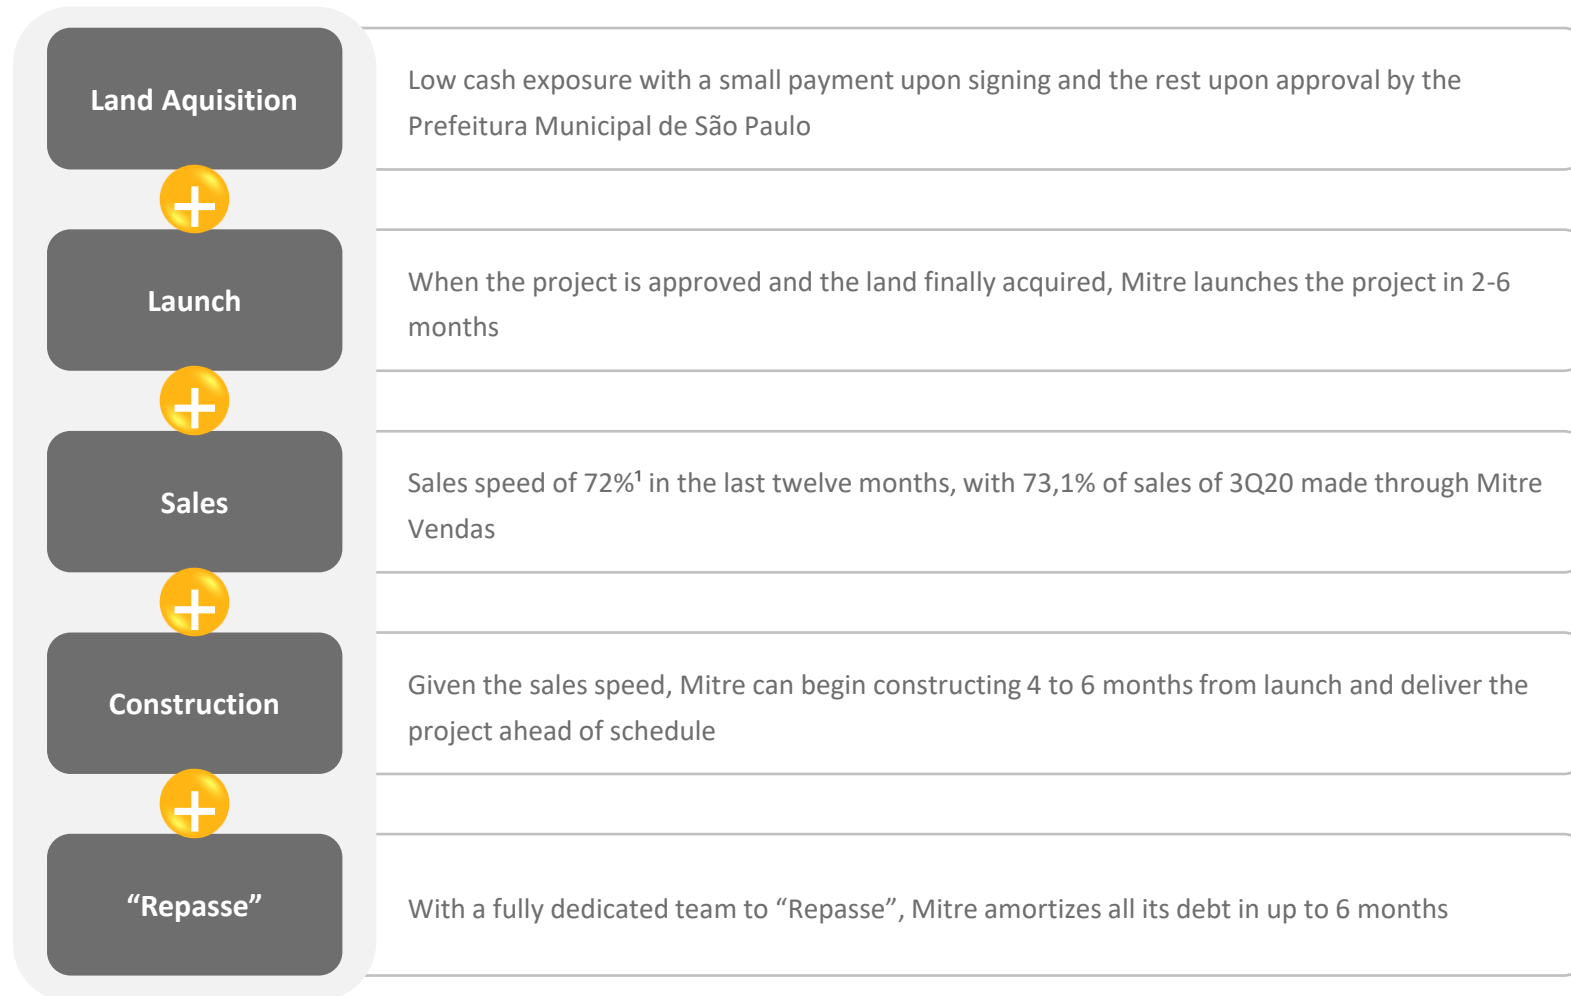 Land Aquisition
Low cash exposure with a small payment upon signing and the rest upon approval by the
Prefeitura Municipal de São Paulo
+
Launch
When the project is approved and the land finally acquired, Mitre launches the project in 2-6
months
+
Sales
Sales speed of 72%¹ in the last twelve months, with 73,1% of sales of 3Q20 made through Mitre
Vendas
+
Construction
Given the sales speed, Mitre can begin constructing 4 to 6 months from launch and deliver the
project ahead of schedule
+
“Repasse”
With a fully dedicated team to “Repasse”, Mitre amortizes all its debt in up to 6 months